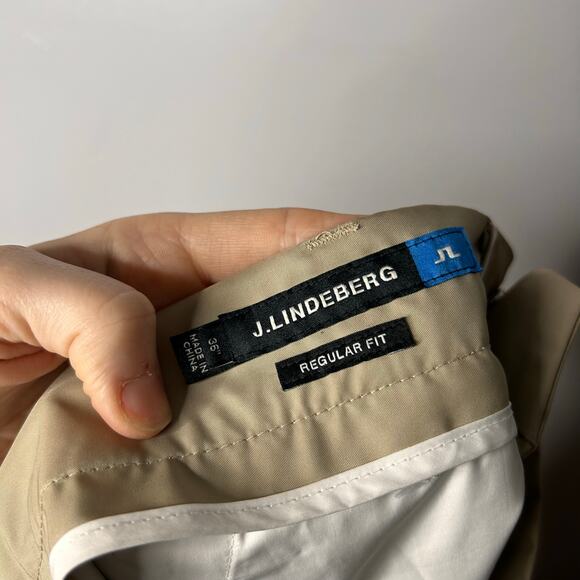 J.LINDEBERG
JL
REGULAR FIT
36"
MADE IN
CHINA